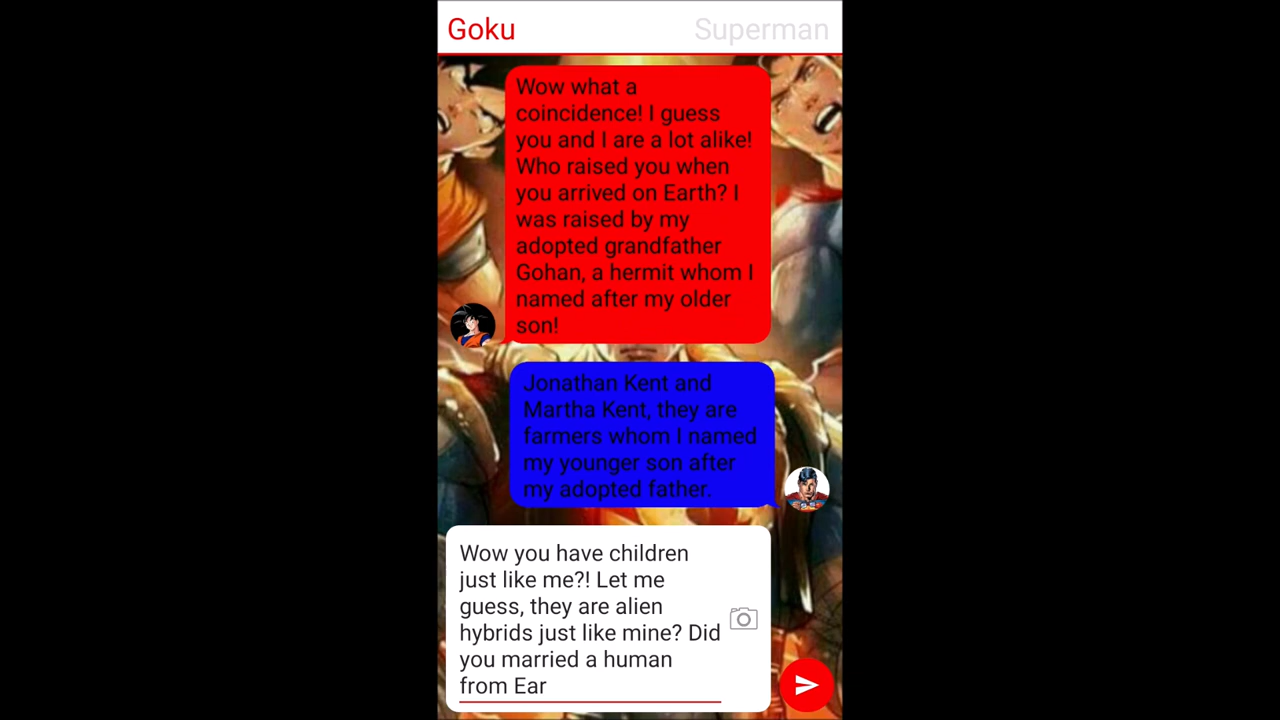 Goku
Superman
Wow what a
coincidence! I guess
you and I are a lot alike!
Who raised you when
you arrived on Earth? I
was raised by my
adopted grandfather
Gohan, a hermit whom I
named after my older
son!
Jonathan Kent and
Martha Kent, they are
farmers whom I named
my younger son after
my adopted father.
Wow you have children
just like me?! Let me
guess, they are alien
hybrids just like mine? Did
you married a human
from Ear